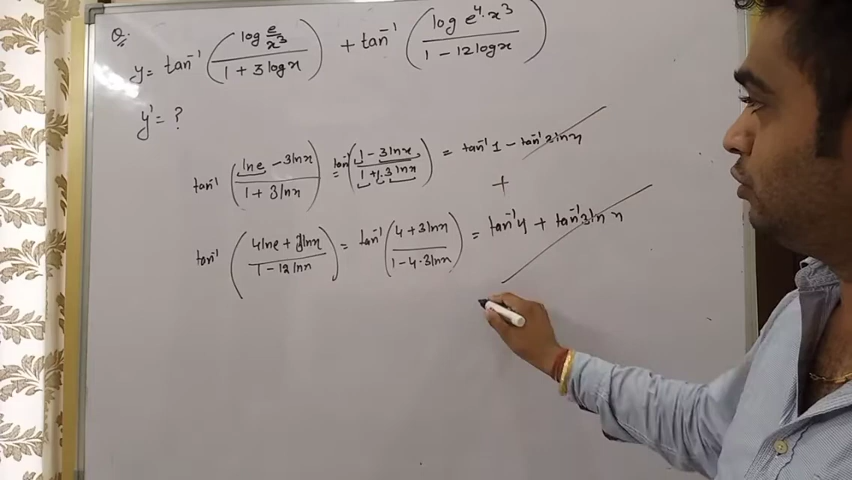 Q.
y = tan⁻¹ ( log e/x³ / 1 + 3 log x ) + tan⁻¹ ( log e⁴·x³ / 1 - 12 log x )
y' = ?
tan⁻¹ ( ln e - 3 ln x / 1 + 3 ln x ) = tan⁻¹ ( 1 - 3 ln x / 1 + 1·3 ln x ) = tan⁻¹ 1 - tan⁻¹ 3 ln x
+
tan⁻¹ ( 4 ln e + 3 ln x / 1 - 12 ln x ) = tan⁻¹ ( 4 + 3 ln x / 1 - 4·3 ln x ) = tan⁻¹ 4 + tan⁻¹ 3 ln x